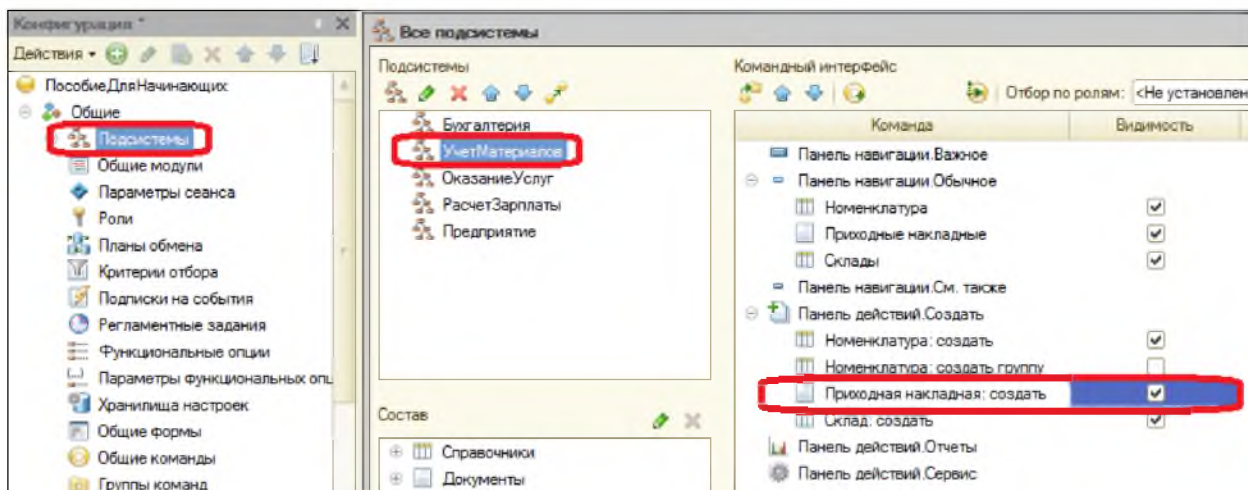 Конфигурация *
Действия
ПособиеДляНачинающих
Общие
Подсистемы
Общие модули
Параметры сеанса
Роли
Планы обмена
Критерии отбора
Подписки на события
Регламентные задания
Функциональные опции
Параметры функциональных опц
Хранилища настроек
Общие формы
Общие команды
Группы команд
Все подсистемы
Подсистемы
Бухгалтерия
УчетМатериалов
ОказаниеУслуг
РасчетЗарплаты
Предприятие
Состав
Справочники
Документы
Командный интерфейс
Отбор по ролям: <Не установлен
Команда Видимость
Панель навигации.Важное
Панель навигации.Обычное
Номенклатура
Приходные накладные
Склады
Панель навигации.См. также
Панель действий.Создать
Номенклатура: создать
Номенклатура: создать группу
Приходная накладная: создать
Склад: создать
Панель действий.Отчеты
Панель действий.Сервис